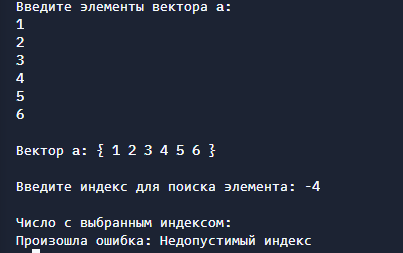 Введите элементы вектора a:
1
2
3
4
5
6
Вектор a: { 1 2 3 4 5 6 }
Введите индекс для поиска элемента: -4
Число с выбранным индексом:
Произошла ошибка: Недопустимый индекс